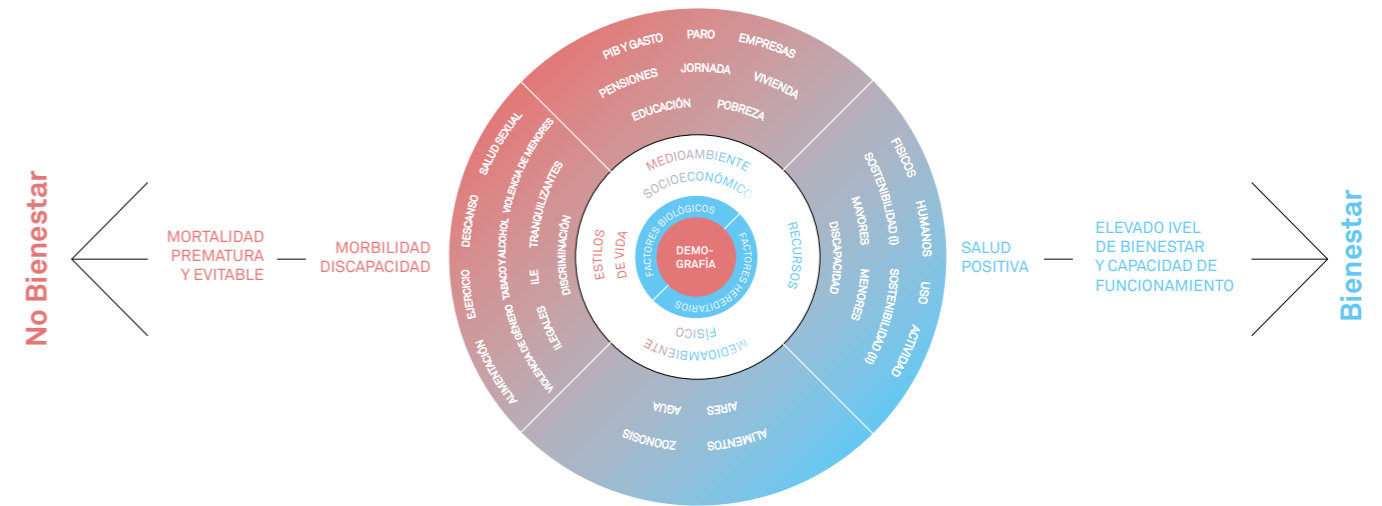 No Bienestar
MORTALIDAD
PREMATURA
Y EVITABLE
MORBILIDAD
DISCAPACIDAD
PIB Y GASTO PARO EMPRESAS
PENSIONES JORNADA VIVIENDA
EDUCACIÓN POBREZA
ALIMENTACIÓN EJERCICIO DESCANSO SALUD SEXUAL
VIOLENCIA DE GÉNERO TABACO Y ALCOHOL VIOLENCIA DE MENORES
ILEGALES ILE TRANQUILIZANTES
DISCRIMINACIÓN
MEDIOAMBIENTE
SOCIOECONÓMICO
ESTILOS
DE VIDA
FACTORES BIOLÓGICOS
FACTORES HEREDITARIOS
DEMO-
GRAFÍA
RECURSOS
FÍSICO
MEDIOAMBIENTE
FISICOS HUMANOS USO ACTIVIDAD
SOSTENIBILIDAD (I) SOSTENIBILIDAD (II)
MAYORES MENORES
DISCAPACIDAD
AGUA AIRES
ZOONOSIS ALIMENTOS
SALUD
POSITIVA
ELEVADO IVEL
DE BIENESTAR
Y CAPACIDAD DE
FUNCIONAMIENTO
Bienestar